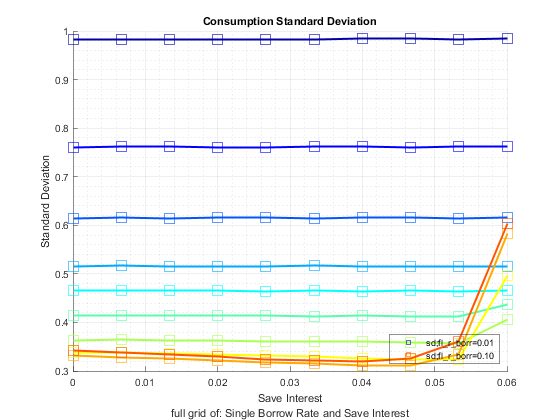 Consumption Standard Deviation
1
0.9
0.8
0.7
0.6
0.5
0.4
0.3
Standard Deviation
sd:fl_r_borr=0.01
sd:fl_r_borr=0.10
0 0.01 0.02 0.03 0.04 0.05 0.06
Save Interest
full grid of: Single Borrow Rate and Save Interest